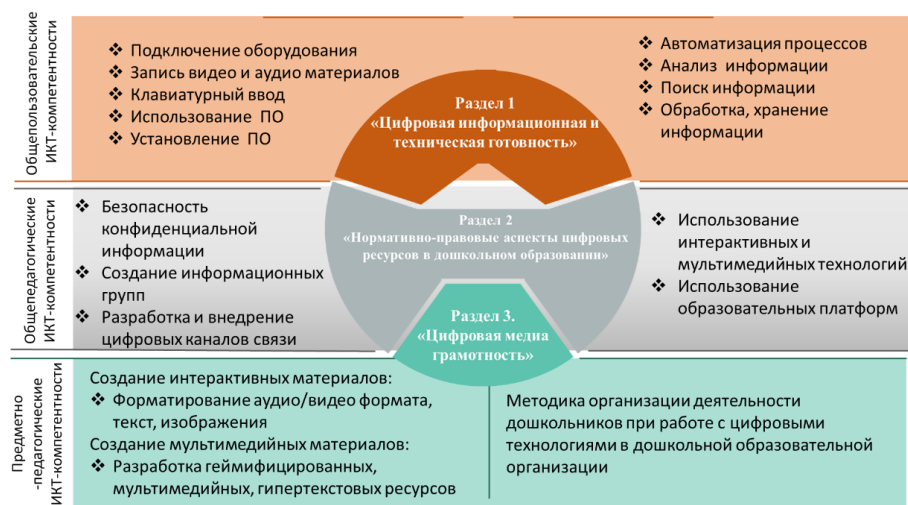 Общепользовательские
ИКТ-компетентности
❖ Подключение оборудования
❖ Запись видео и аудио материалов
❖ Клавиатурный ввод
❖ Использование ПО
❖ Установление ПО
Раздел 1
«Цифровая информационная и
техническая готовность»
❖ Автоматизация процессов
❖ Анализ информации
❖ Поиск информации
❖ Обработка, хранение
информации
Общепедагогические
ИКТ-компетентности
❖ Безопасность
конфиденциальной
информации
❖ Создание информационных
групп
❖ Разработка и внедрение
цифровых каналов связи
Раздел 2
«Нормативно-правовые аспекты цифровых
ресурсов в дошкольном образовании»
❖ Использование
интерактивных и
мультимедийных технологий
❖ Использование
образовательных платформ
Раздел 3.
«Цифровая медиа
грамотность»
Предметно
-педагогические
ИКТ-компетентности
Создание интерактивных материалов:
❖ Форматирование аудио/видео формата,
текст, изображения
Создание мультимедийных материалов:
❖ Разработка геймифицированных,
мультимедийных, гипертекстовых ресурсов
Методика организации деятельности
дошкольников при работе с цифровыми
технологиями в дошкольной образовательной
организации